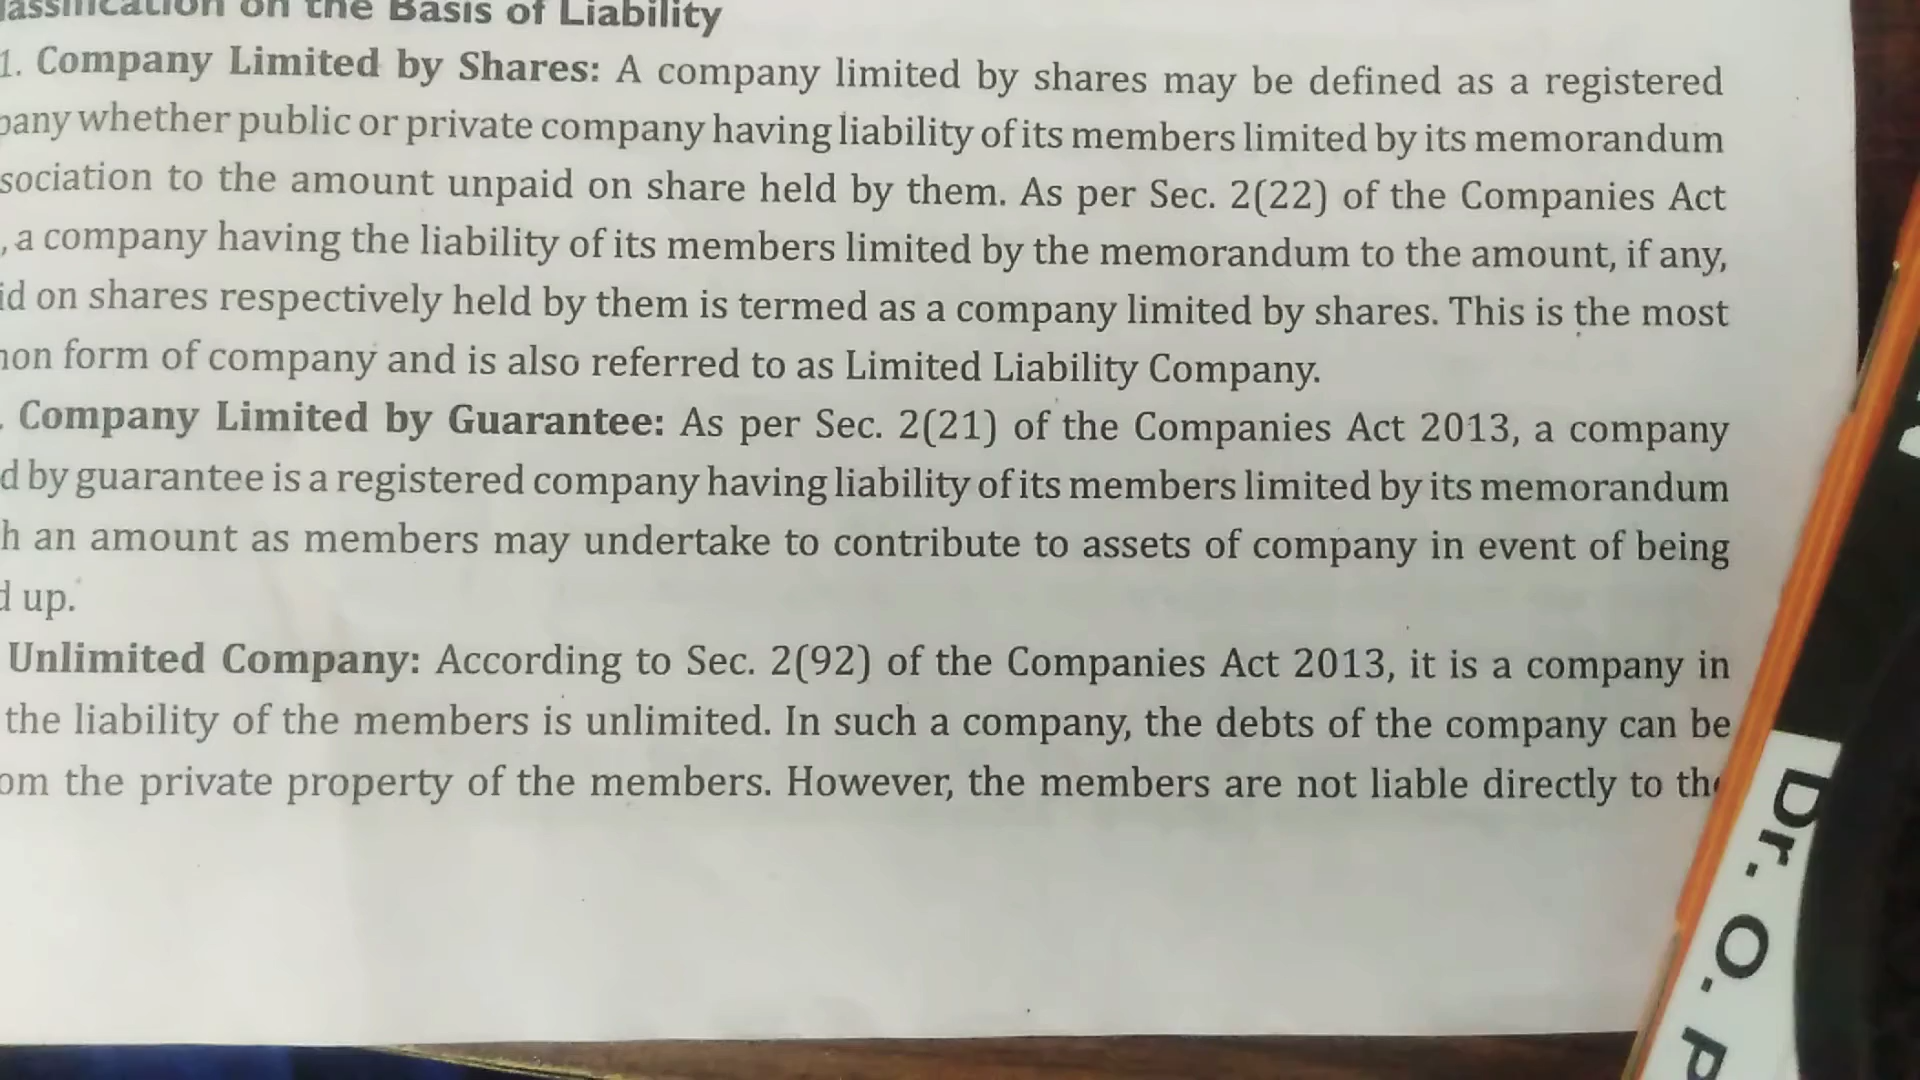 lassification on the Basis of Liability
1. Company Limited by Shares: A company limited by shares may be defined as a registered
pany whether public or private company having liability of its members limited by its memorandum
sociation to the amount unpaid on share held by them. As per Sec. 2(22) of the Companies Act
, a company having the liability of its members limited by the memorandum to the amount, if any,
id on shares respectively held by them is termed as a company limited by shares. This is the most
non form of company and is also referred to as Limited Liability Company.
. Company Limited by Guarantee: As per Sec. 2(21) of the Companies Act 2013, a company
d by guarantee is a registered company having liability of its members limited by its memorandum
h an amount as members may undertake to contribute to assets of company in event of being
d up.
Unlimited Company: According to Sec. 2(92) of the Companies Act 2013, it is a company in
the liability of the members is unlimited. In such a company, the debts of the company can be
om the private property of the members. However, the members are not liable directly to the
Dr. O. P